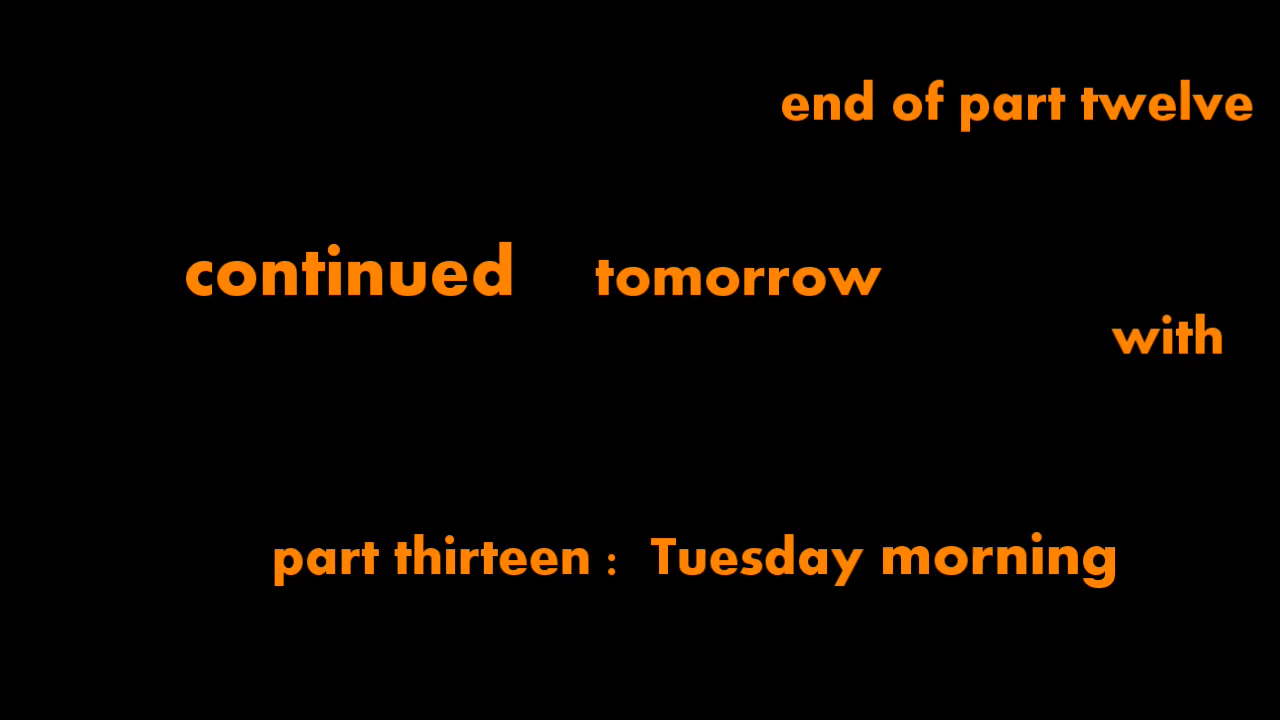 end of part twelve
continued tomorrow
with
part thirteen : Tuesday morning